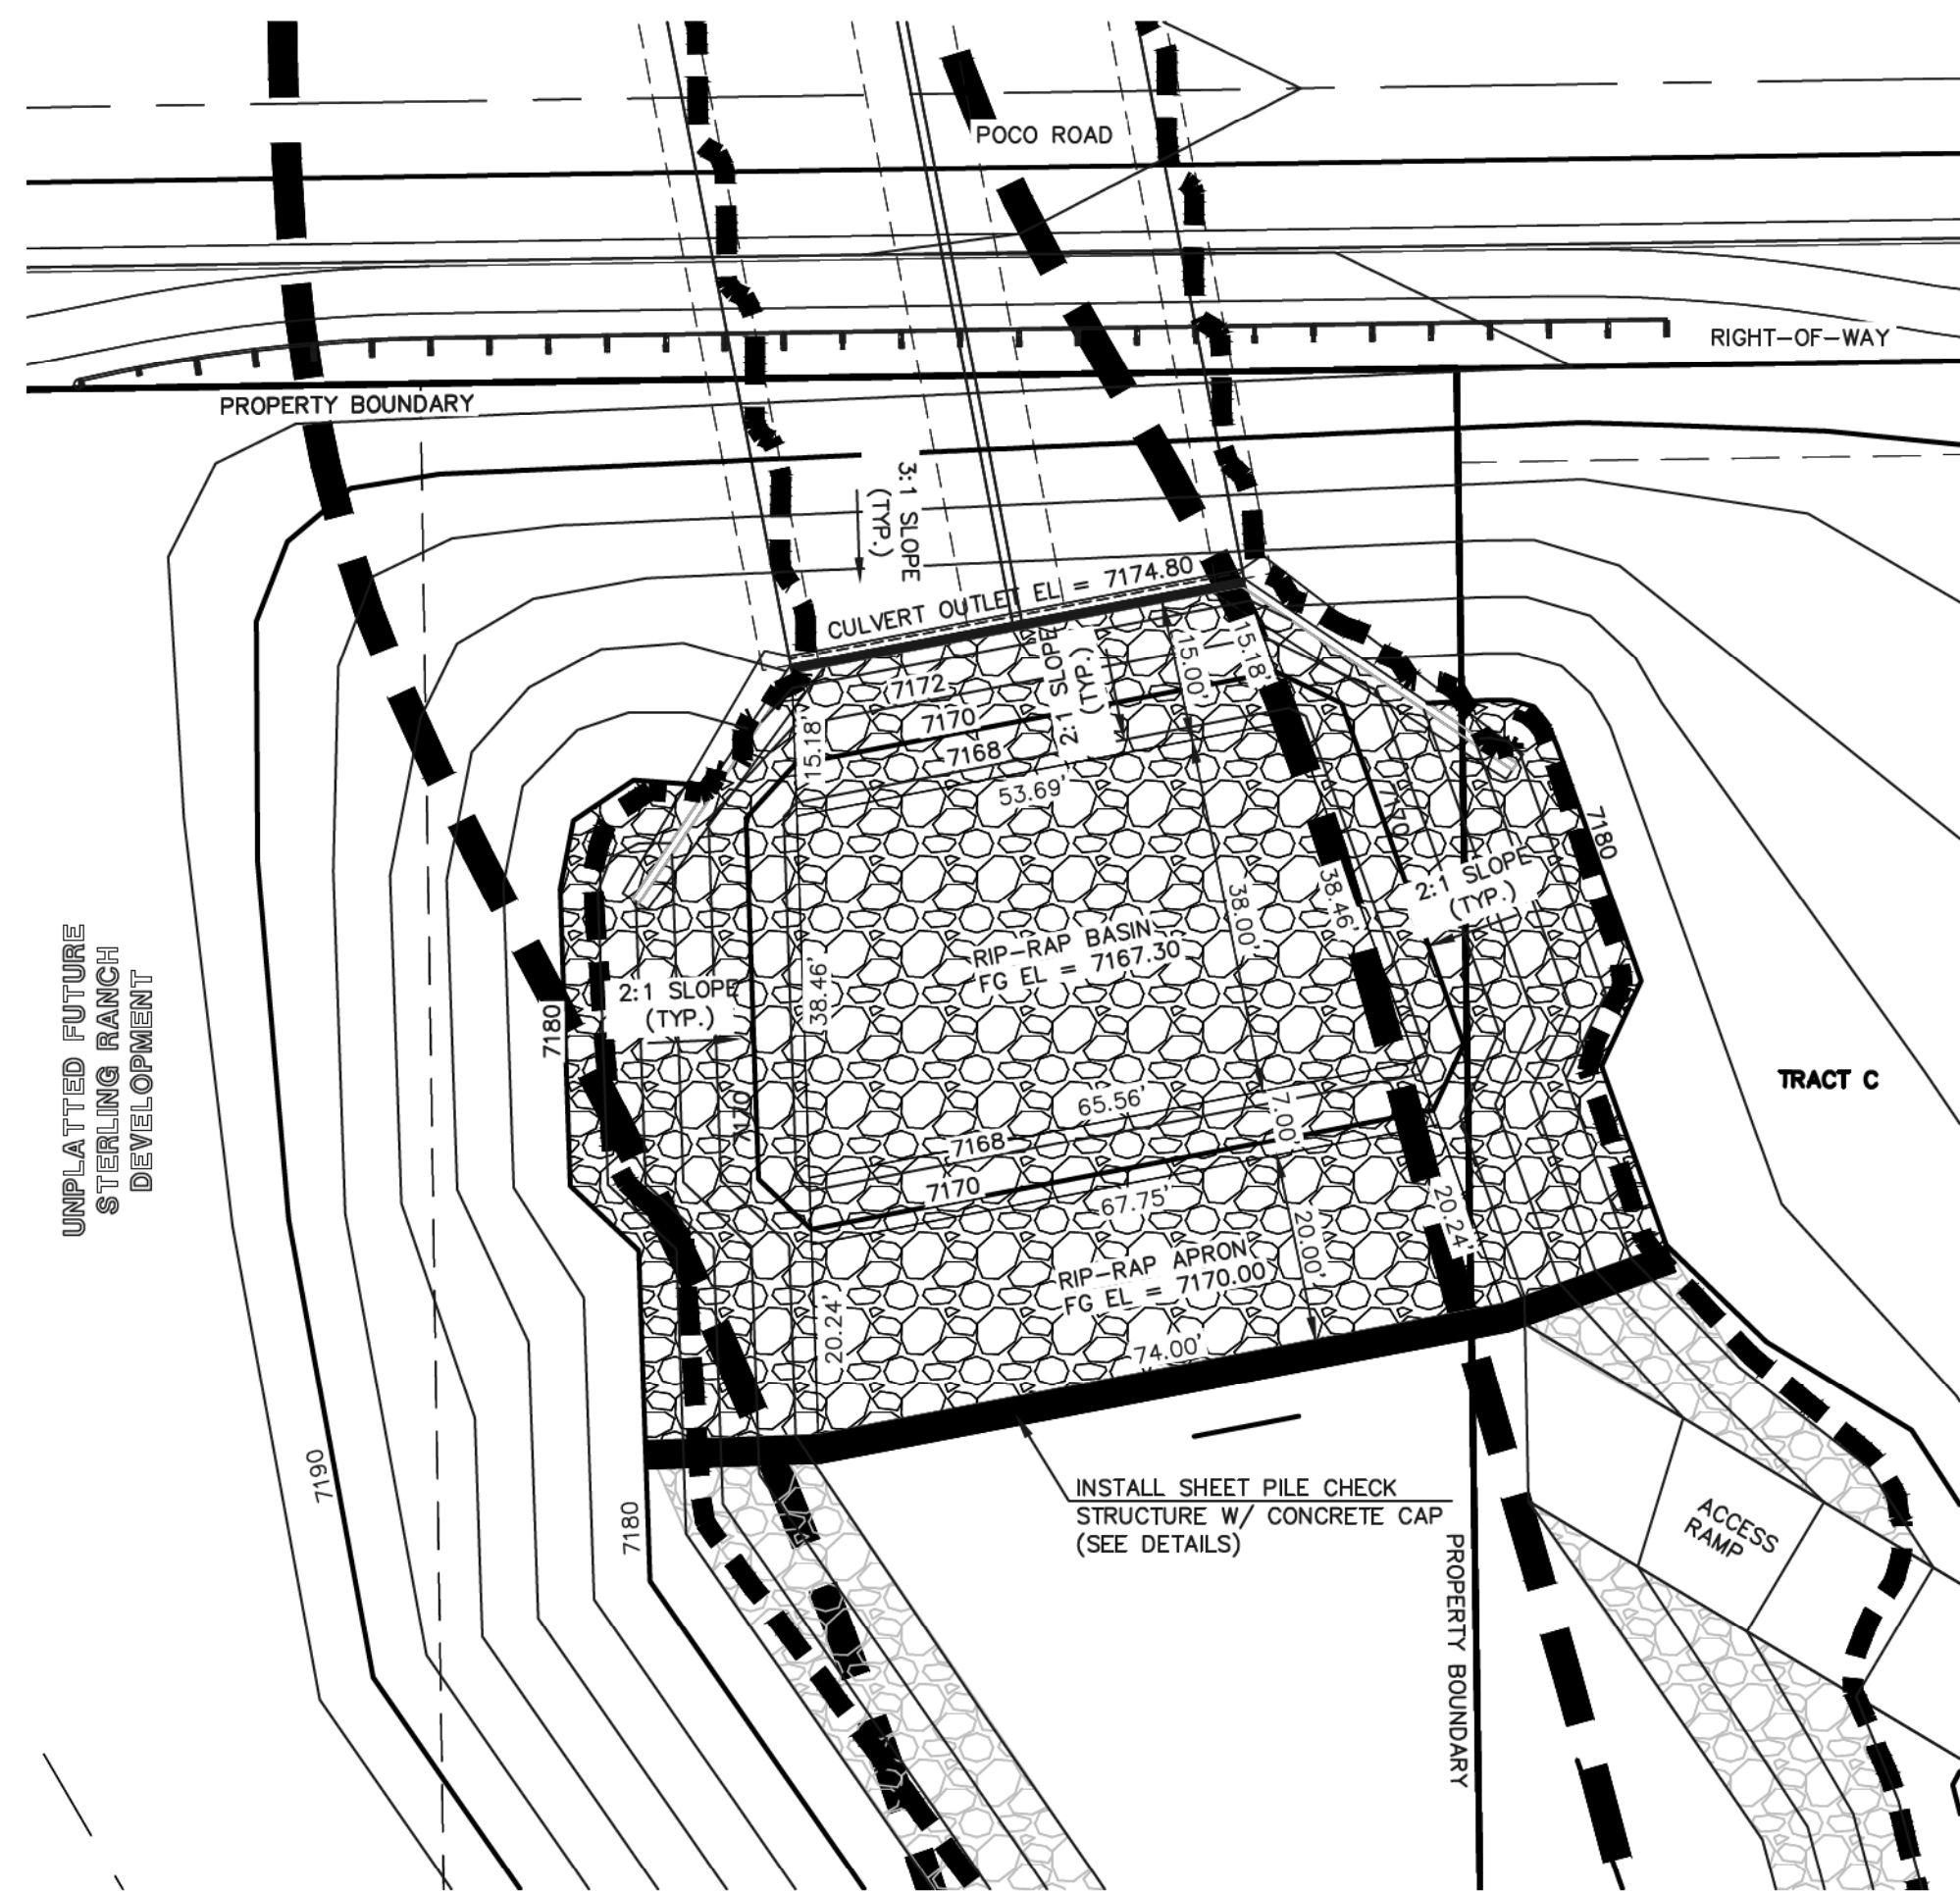 POCO ROAD
RIGHT-OF-WAY
PROPERTY BOUNDARY
3:1 SLOPE
(TYP.)
CULVERT OUTLET EL = 7174.80
15.18'
15.00'
2:1 SLOPE
(TYP.)
7172
7170
7168
15.18'
53.69'
7170
7180
2:1 SLOPE
(TYP.)
38.00'
38.46'
RIP-RAP BASIN
FG EL = 7167.30
UNPLATTED FUTURE
STERLING RANCH
DEVELOPMENT
2:1 SLOPE
(TYP.)
38.46'
7180
7170
65.56'
7.00'
TRACT C
7168
7170
67.75'
20.24'
20.00'
RIP-RAP APRON
FG EL = 7170.00
20.24'
74.00'
7190
7180
INSTALL SHEET PILE CHECK
STRUCTURE W/ CONCRETE CAP
(SEE DETAILS)
ACCESS
RAMP
PROPERTY BOUNDARY